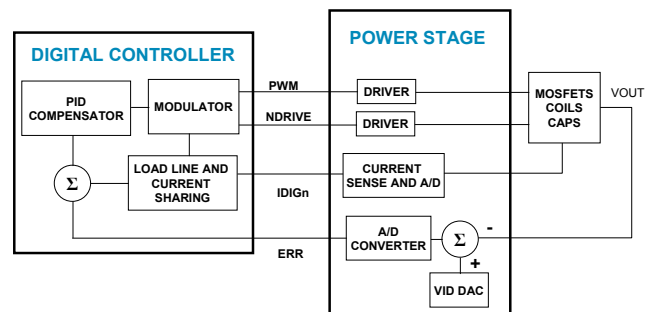 DIGITAL CONTROLLER
POWER STAGE
PID
COMPENSATOR
MODULATOR
PWM
DRIVER
NDRIVE
DRIVER
MOSFETS
COILS
CAPS
VOUT
Σ
LOAD LINE AND
CURRENT
SHARING
IDIGn
CURRENT
SENSE AND A/D
ERR
A/D
CONVERTER
Σ
-
+
VID DAC